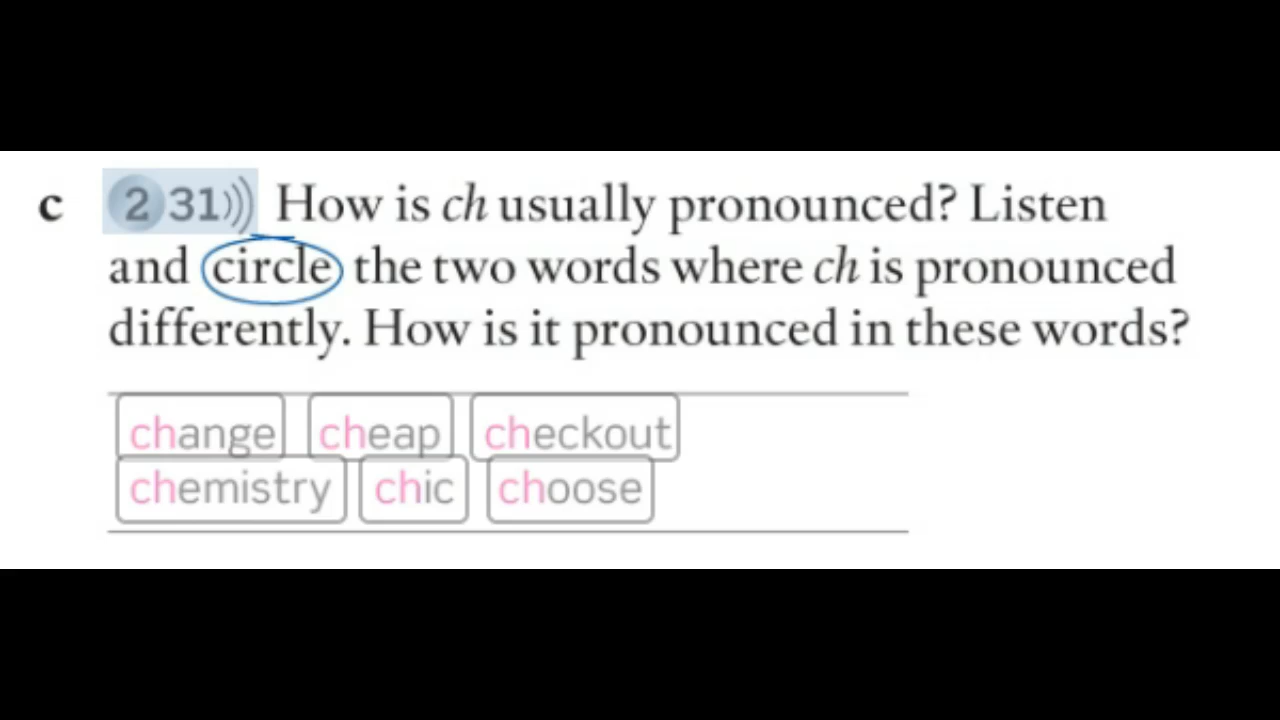 c 2 31))) How is ch usually pronounced? Listen
and circle the two words where ch is pronounced
differently. How is it pronounced in these words?
change cheap checkout
chemistry chic choose